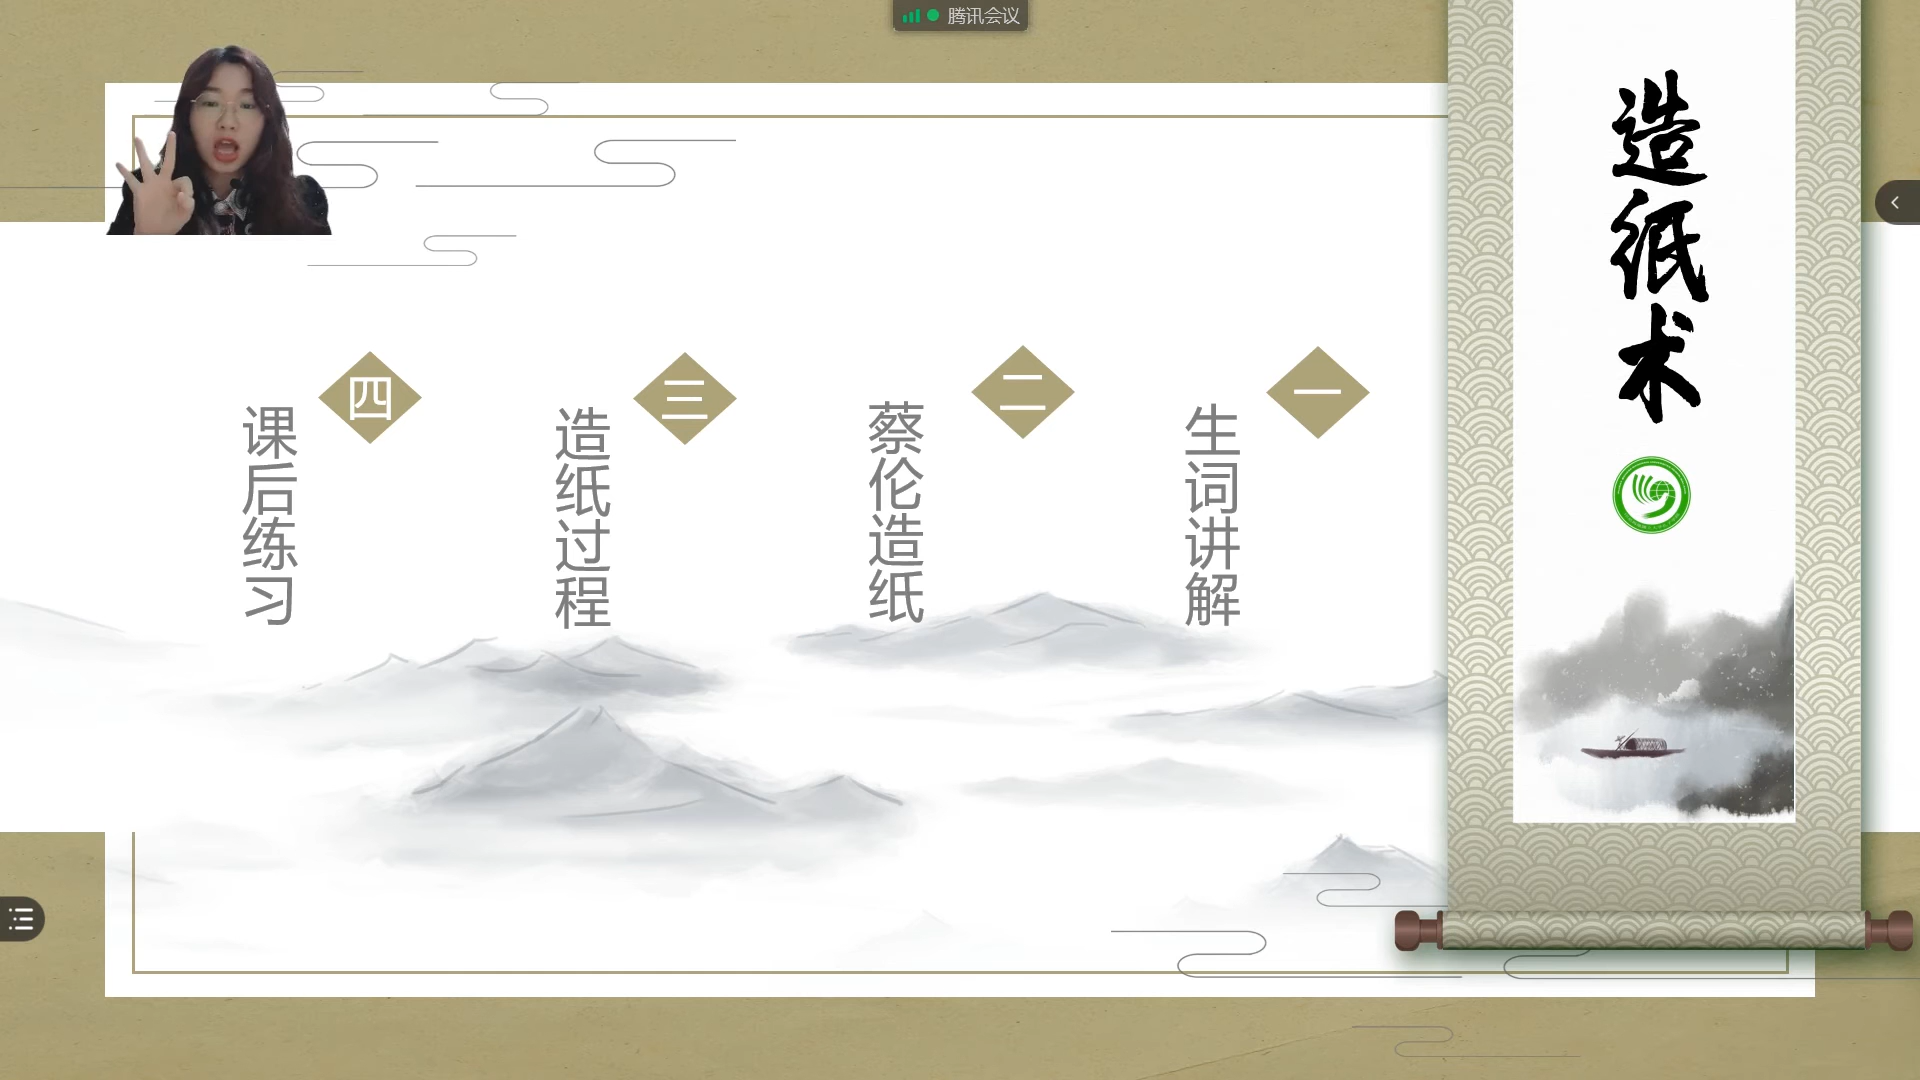 腾讯会议
造纸术
一
生词讲解
二
蔡伦造纸
三
造纸过程
四
课后练习